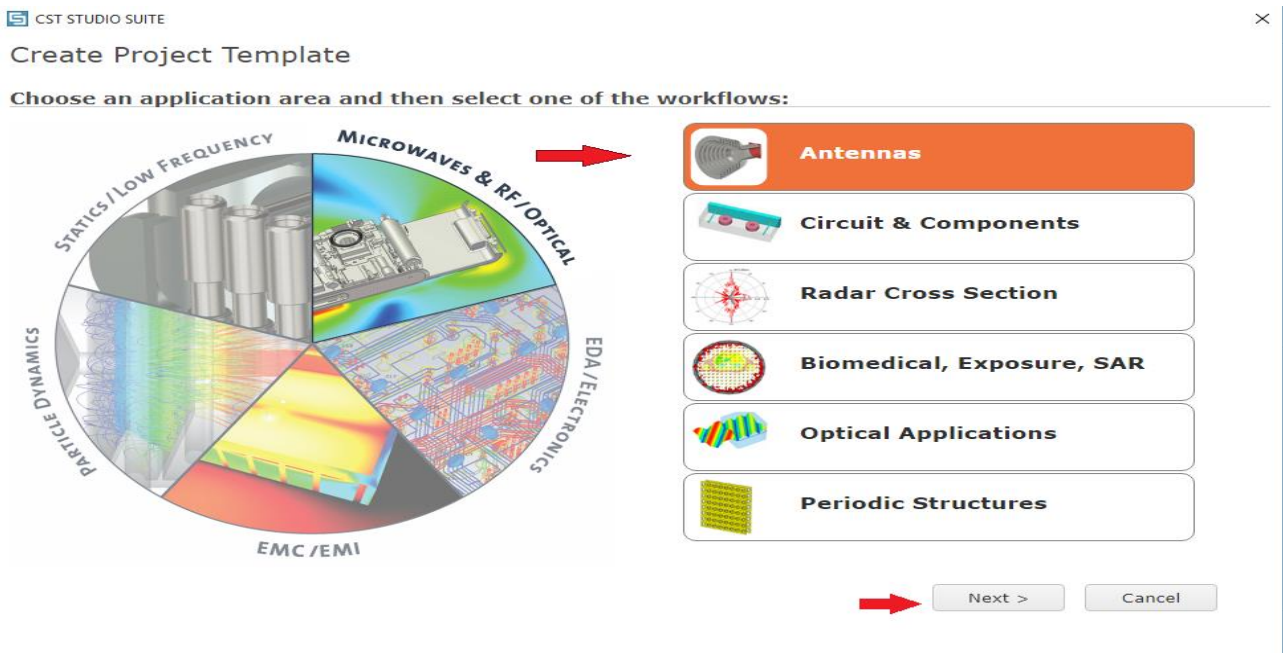 CST STUDIO SUITE
Create Project Template
Choose an application area and then select one of the workflows:
STATICS/LOW FREQUENCY
MICROWAVES & RF/OPTICAL
EDA/ELECTRONICS
EMC/EMI
PARTICLE DYNAMICS
Antennas
Circuit & Components
Radar Cross Section
Biomedical, Exposure, SAR
Optical Applications
Periodic Structures
Next >
Cancel